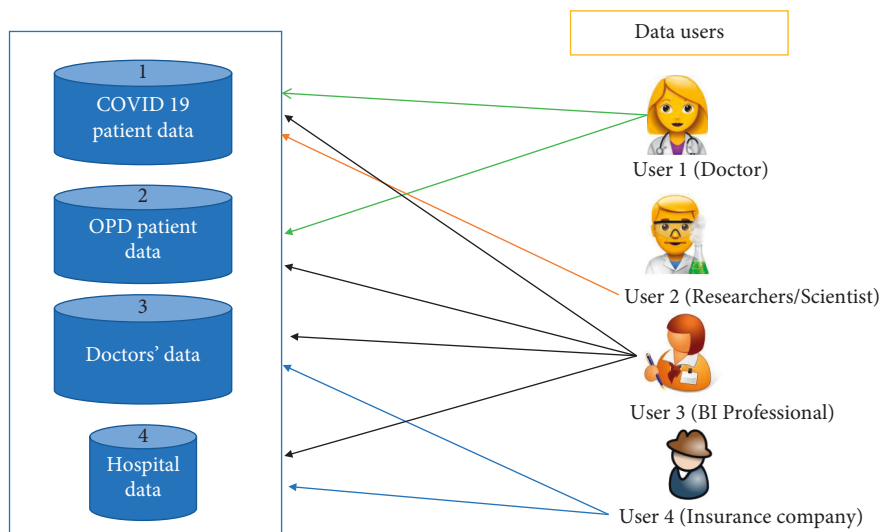 Data users
1
COVID 19
patient data
2
OPD patient
data
3
Doctors’ data
4
Hospital
data
User 1 (Doctor)
User 2 (Researchers/Scientist)
User 3 (BI Professional)
User 4 (Insurance company)